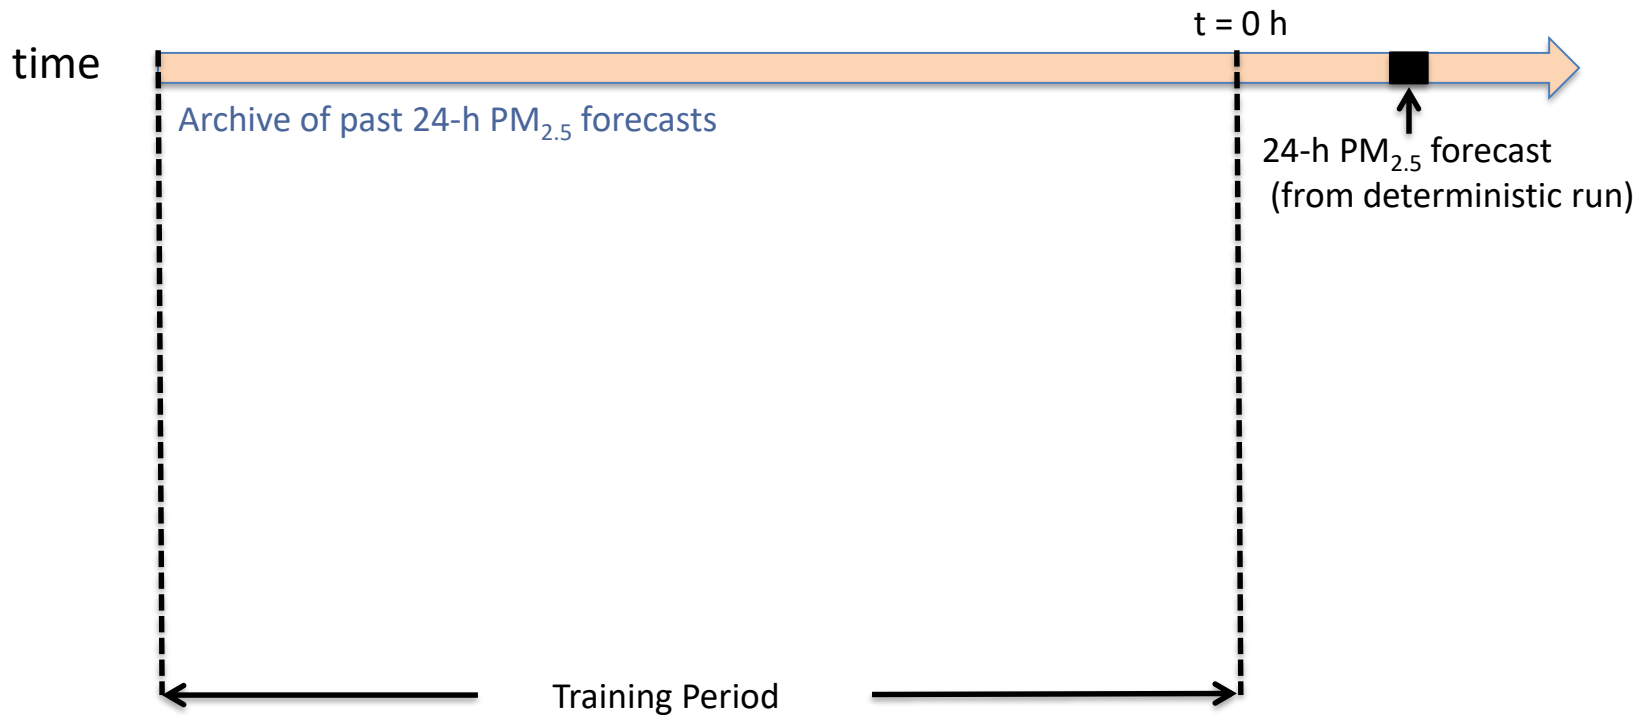 t = 0 h
time
Archive of past 24-h PM₂.₅ forecasts
24-h PM₂.₅ forecast
(from deterministic run)
Training Period